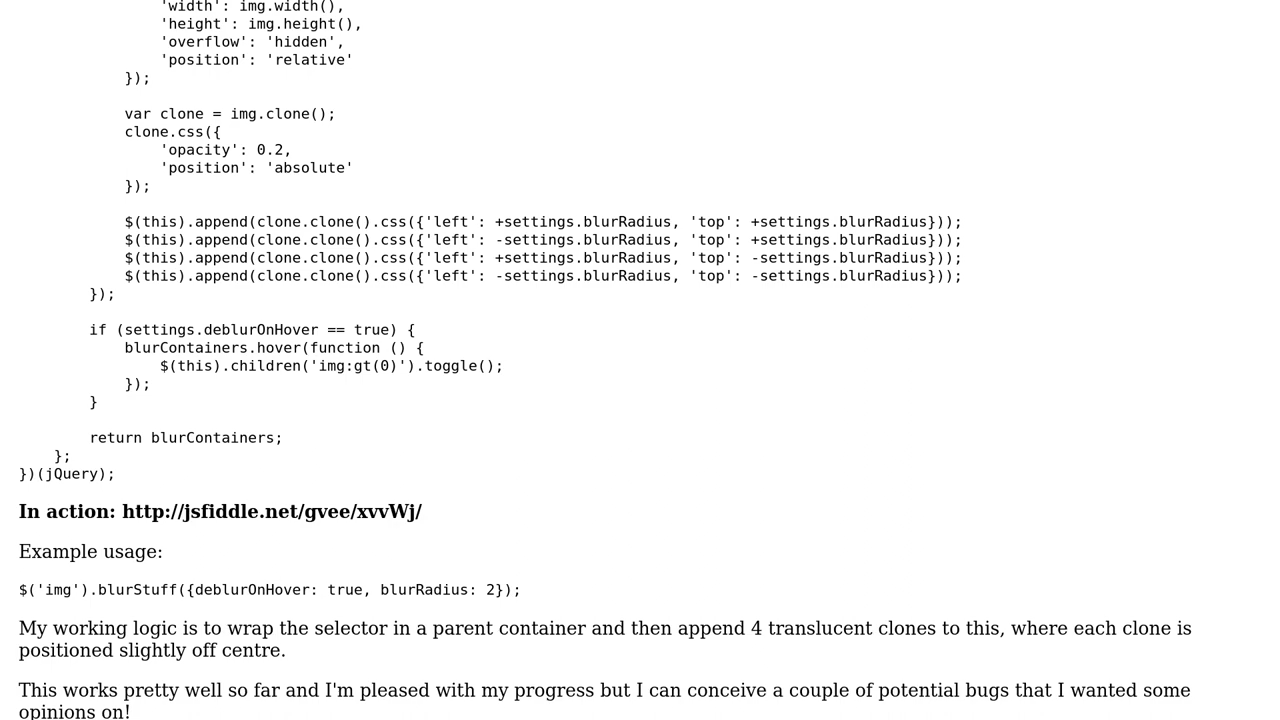 'width': img.width(),
'height': img.height(),
'overflow': 'hidden',
'position': 'relative'
});
var clone = img.clone();
clone.css({
'opacity': 0.2,
'position': 'absolute'
});
$(this).append(clone.clone().css({'left': +settings.blurRadius, 'top': +settings.blurRadius}));
$(this).append(clone.clone().css({'left': -settings.blurRadius, 'top': +settings.blurRadius}));
$(this).append(clone.clone().css({'left': +settings.blurRadius, 'top': -settings.blurRadius}));
$(this).append(clone.clone().css({'left': -settings.blurRadius, 'top': -settings.blurRadius}));
});
if (settings.deblurOnHover == true) {
blurContainers.hover(function () {
$(this).children('img:gt(0)').toggle();
});
}
return blurContainers;
};
})(jQuery);
In action: http://jsfiddle.net/gvee/xvvWj/
Example usage:
$('img').blurStuff({deblurOnHover: true, blurRadius: 2});
My working logic is to wrap the selector in a parent container and then append 4 translucent clones to this, where each clone is
positioned slightly off centre.
This works pretty well so far and I'm pleased with my progress but I can conceive a couple of potential bugs that I wanted some
opinions on!